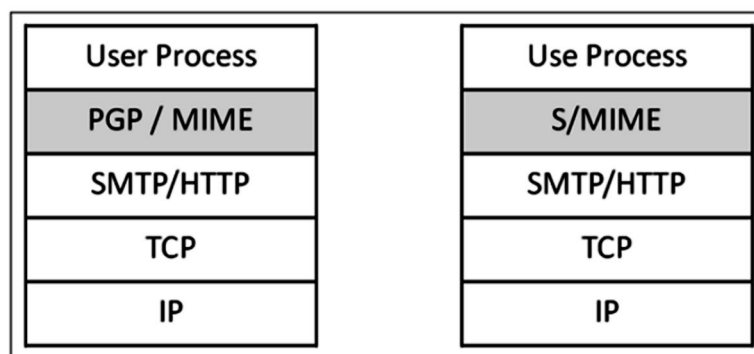 User Process
PGP / MIME
SMTP/HTTP
TCP
IP
Use Process
S/MIME
SMTP/HTTP
TCP
IP